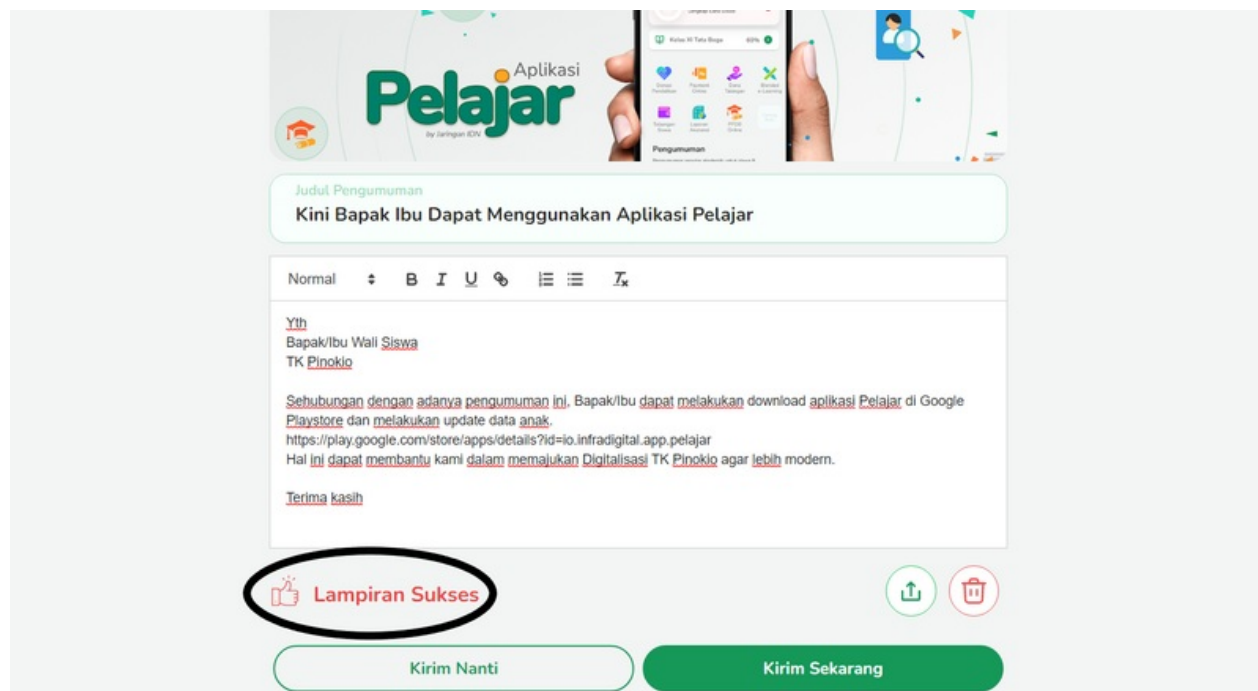 Kelas XI Tata Boga 60%
Aplikasi
Pelajar
by Jaringan IDN
Pengumuman
Judul Pengumuman
Kini Bapak Ibu Dapat Menggunakan Aplikasi Pelajar
Normal B I U
Yth
Bapak/Ibu Wali Siswa
TK Pinokio
Sehubungan dengan adanya pengumuman ini, Bapak/Ibu dapat melakukan download aplikasi Pelajar di Google
Playstore dan melakukan update data anak.
https://play.google.com/store/apps/details?id=io.infradigital.app.pelajar
Hal ini dapat membantu kami dalam memajukan Digitalisasi TK Pinokio agar lebih modern.
Terima kasih
Lampiran Sukses
Kirim Nanti Kirim Sekarang